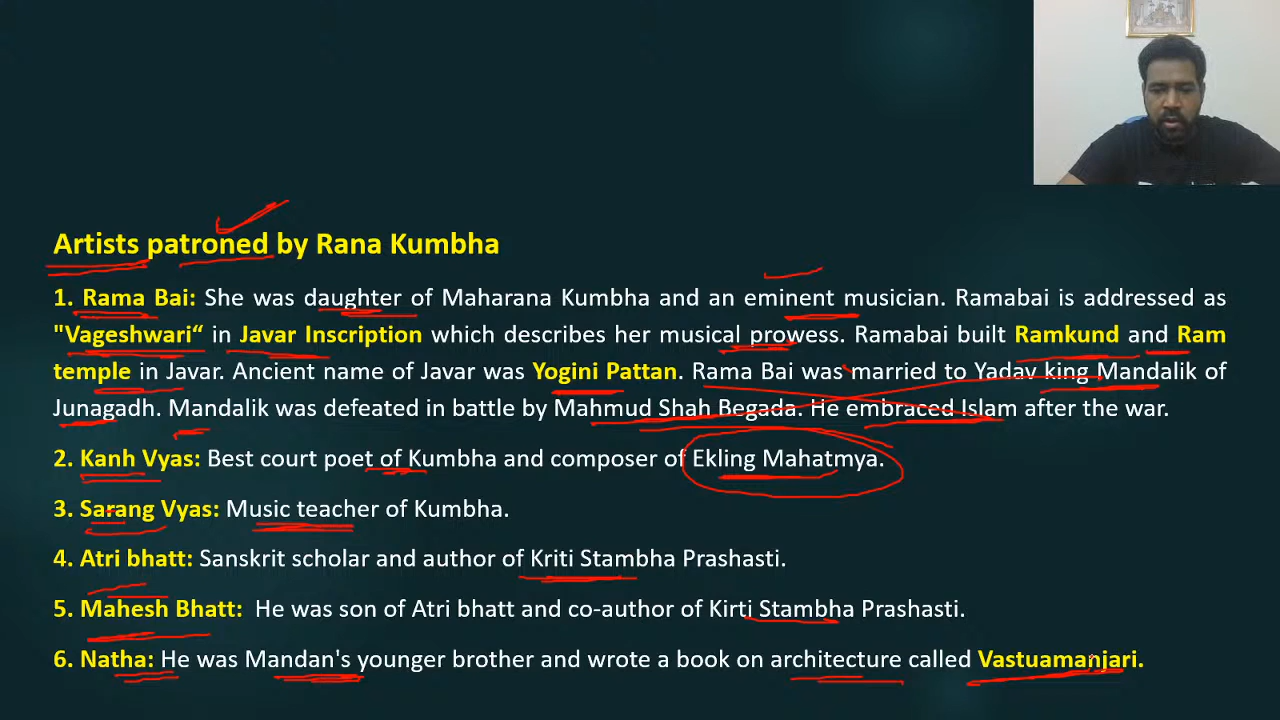 Artists patroned by Rana Kumbha
1. Rama Bai: She was daughter of Maharana Kumbha and an eminent musician. Ramabai is addressed as
"Vageshwari“ in Javar Inscription which describes her musical prowess. Ramabai built Ramkund and Ram
temple in Javar. Ancient name of Javar was Yogini Pattan. Rama Bai was married to Yadav king Mandalik of
Junagadh. Mandalik was defeated in battle by Mahmud Shah Begada. He embraced Islam after the war.
2. Kanh Vyas: Best court poet of Kumbha and composer of Ekling Mahatmya.
3. Sarang Vyas: Music teacher of Kumbha.
4. Atri bhatt: Sanskrit scholar and author of Kriti Stambha Prashasti.
5. Mahesh Bhatt: He was son of Atri bhatt and co-author of Kirti Stambha Prashasti.
6. Natha: He was Mandan's younger brother and wrote a book on architecture called Vastuamanjari.